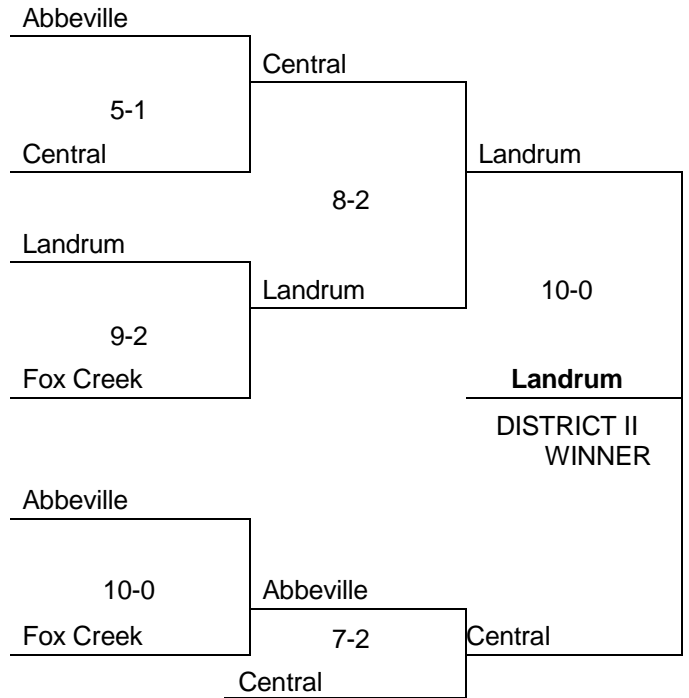 Abbeville
Central
5-1
Central
Landrum
8-2
Landrum
Landrum
10-0
9-2
Fox Creek
Landrum
DISTRICT II
WINNER
Abbeville
10-0
Abbeville
Fox Creek
7-2
Central
Central